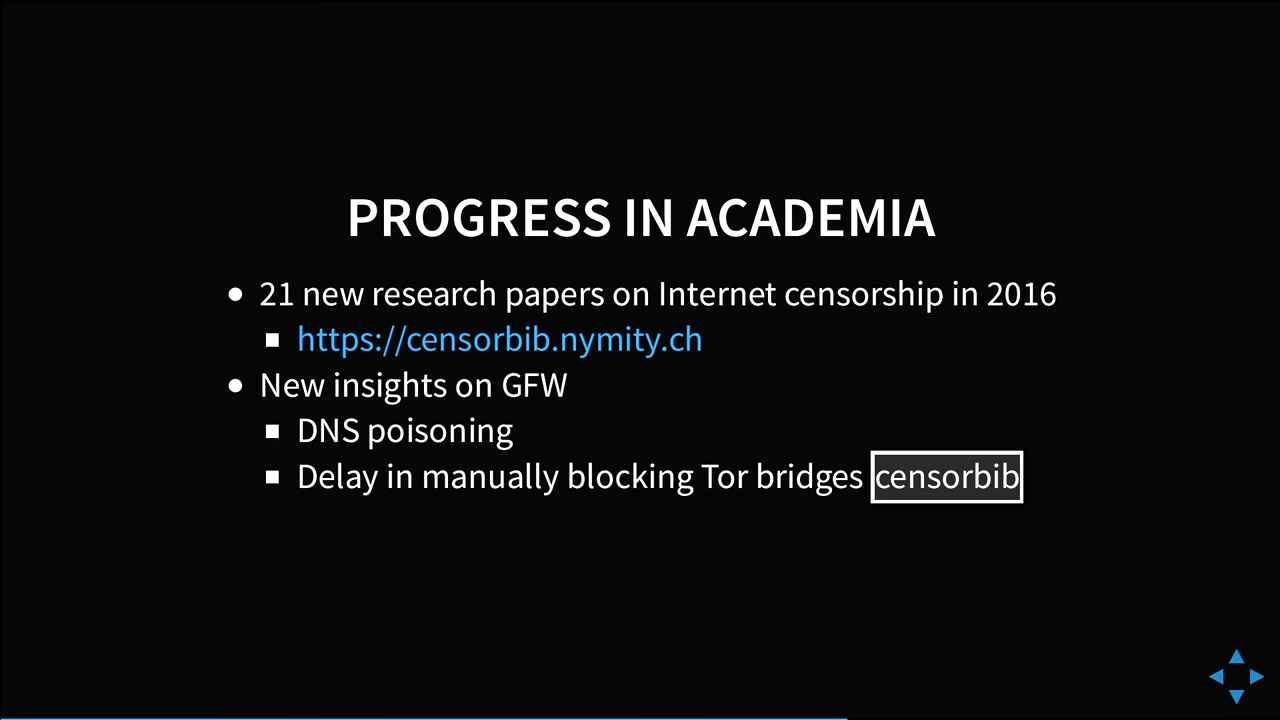 PROGRESS IN ACADEMIA
21 new research papers on Internet censorship in 2016
https://censorbib.nymity.ch
New insights on GFW
DNS poisoning
Delay in manually blocking Tor bridges censorbib